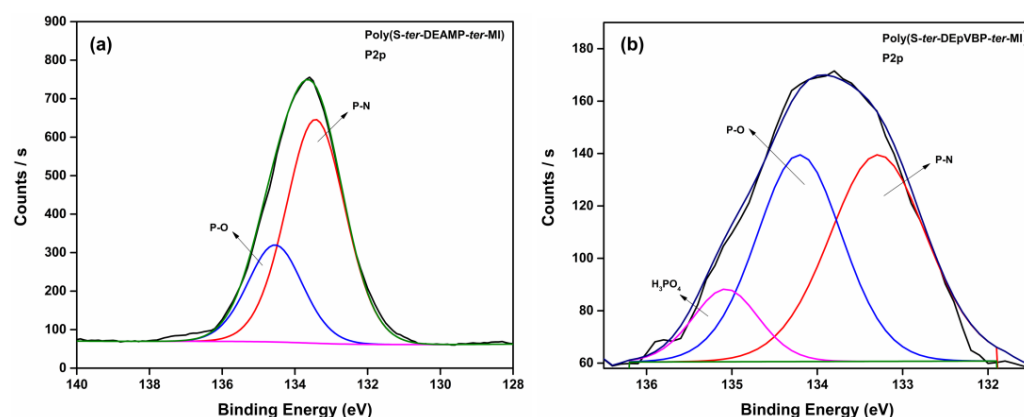 (a)
Poly(S-ter-DEAMP-ter-MI)
P2p
P-N
P-O
900
800
700
600
500
400
300
200
100
0
140
138
136
134
132
130
128
Counts / s
Binding Energy (eV)
(b)
Poly(S-ter-DEpVBP-ter-MI)
P2p
P-O
P-N
H₃PO₄
180
160
140
120
100
80
60
136
135
134
133
132
Counts / s
Binding Energy (eV)